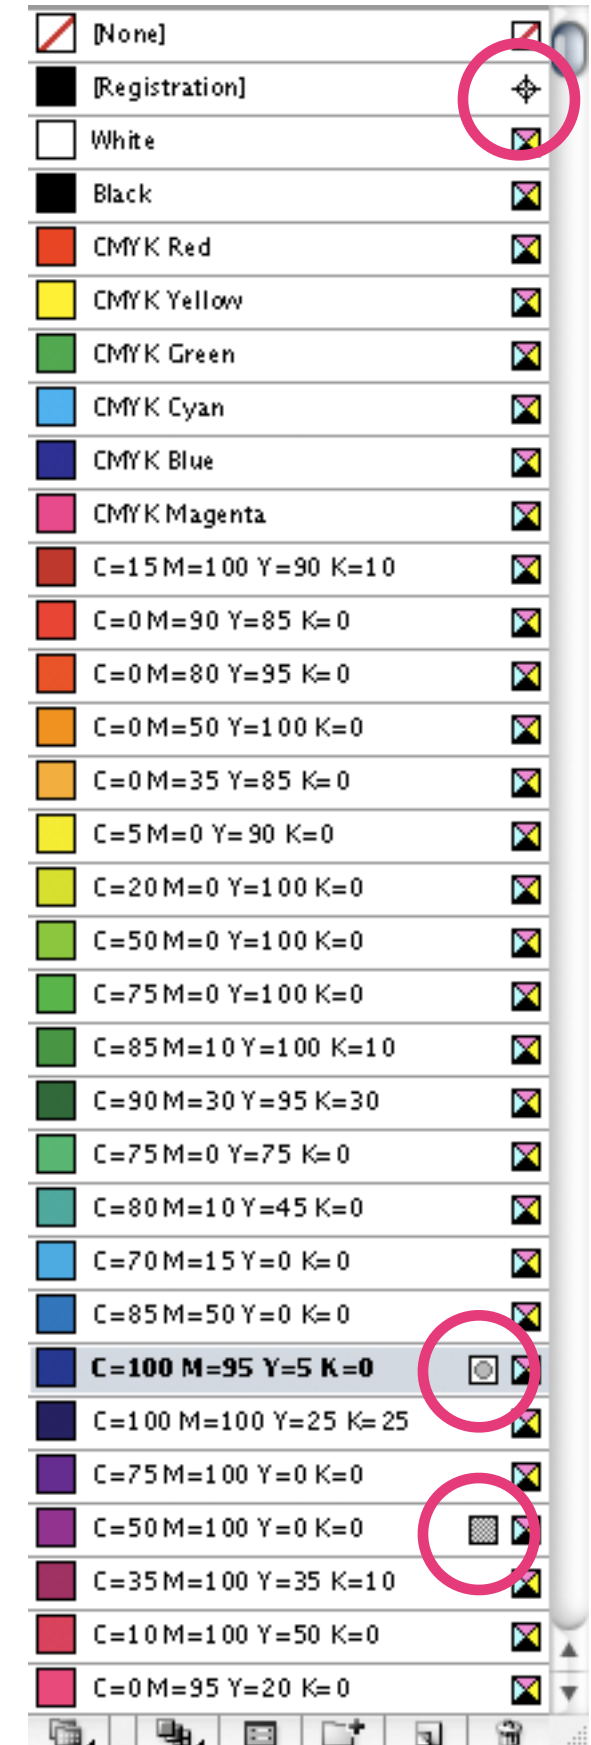 [None]
[Registration]
White
Black
CMYK Red
CMYK Yellow
CMYK Green
CMYK Cyan
CMYK Blue
CMYK Magenta
C=15 M=100 Y=90 K=10
C=0 M=90 Y=85 K=0
C=0 M=80 Y=95 K=0
C=0 M=50 Y=100 K=0
C=0 M=35 Y=85 K=0
C=5 M=0 Y=90 K=0
C=20 M=0 Y=100 K=0
C=50 M=0 Y=100 K=0
C=75 M=0 Y=100 K=0
C=85 M=10 Y=100 K=10
C=90 M=30 Y=95 K=30
C=75 M=0 Y=75 K=0
C=80 M=10 Y=45 K=0
C=70 M=15 Y=0 K=0
C=85 M=50 Y=0 K=0
C=100 M=95 Y=5 K=0
C=100 M=100 Y=25 K=25
C=75 M=100 Y=0 K=0
C=50 M=100 Y=0 K=0
C=35 M=100 Y=35 K=10
C=10 M=100 Y=50 K=0
C=0 M=95 Y=20 K=0